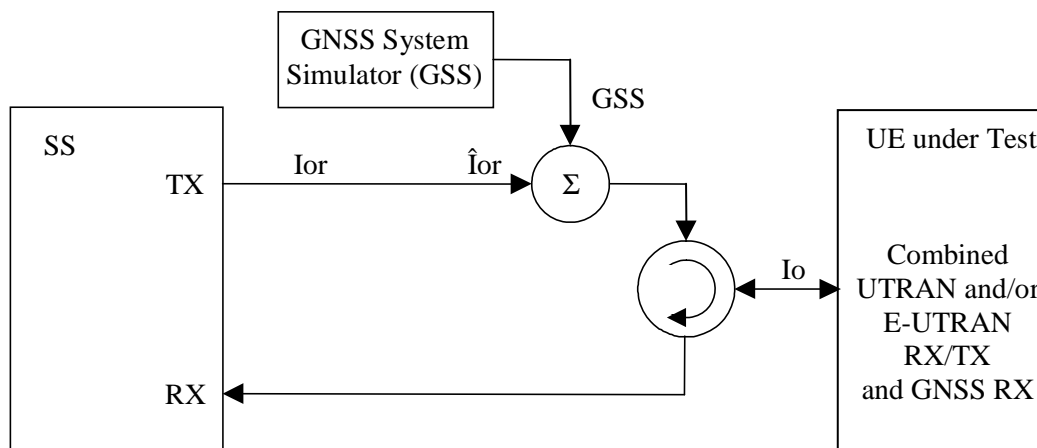 GNSS System
Simulator (GSS)
GSS
SS
UE under Test
TX
Ior
Îor
Σ
Io
Combined
UTRAN and/or
E-UTRAN
RX/TX
and GNSS RX
RX